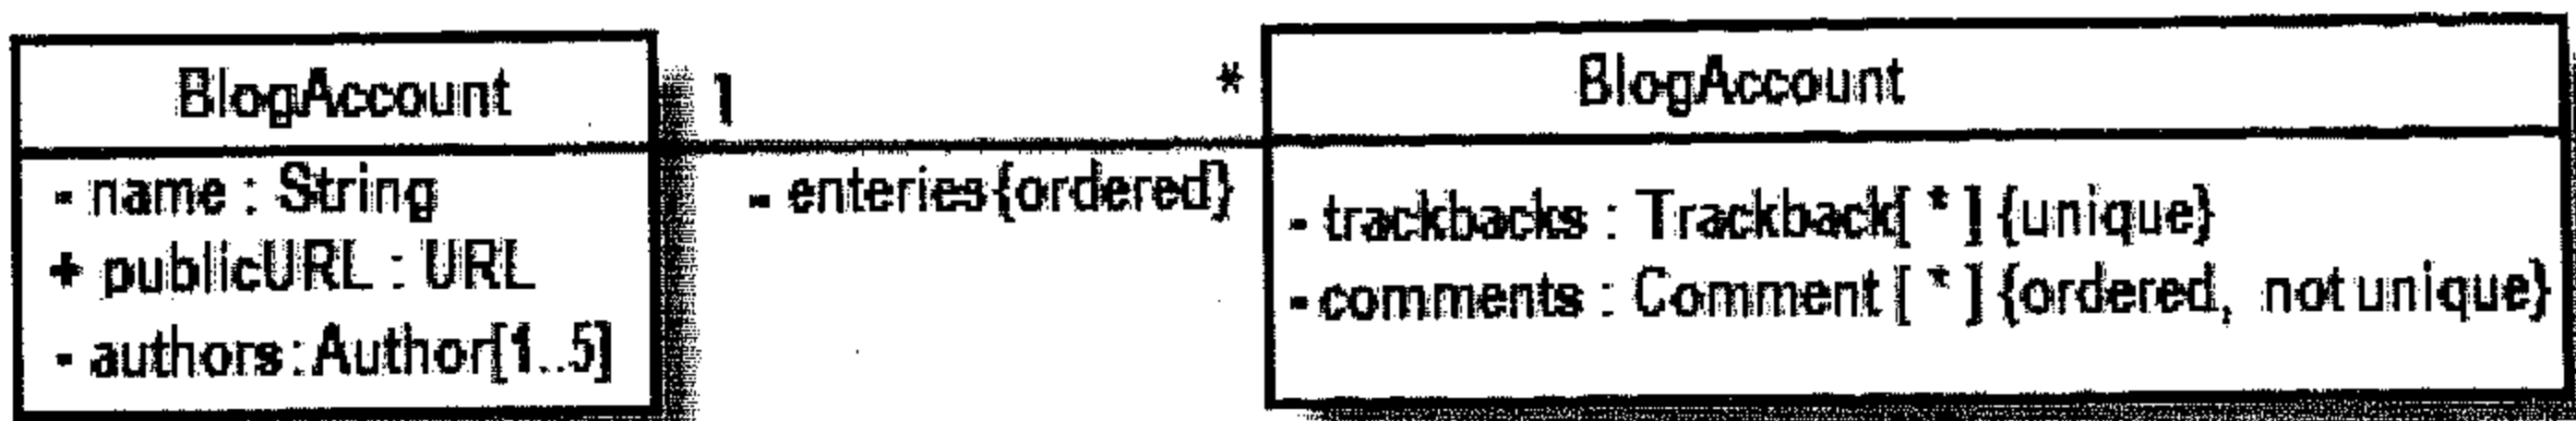 BlogAccount
- name : String
+ publicURL : URL
- authors : Author[1..5]
1
*
- enteries {ordered}
BlogAccount
- trackbacks : Trackback[ * ] {unique}
- comments : Comment [ * ] {ordered, not unique}